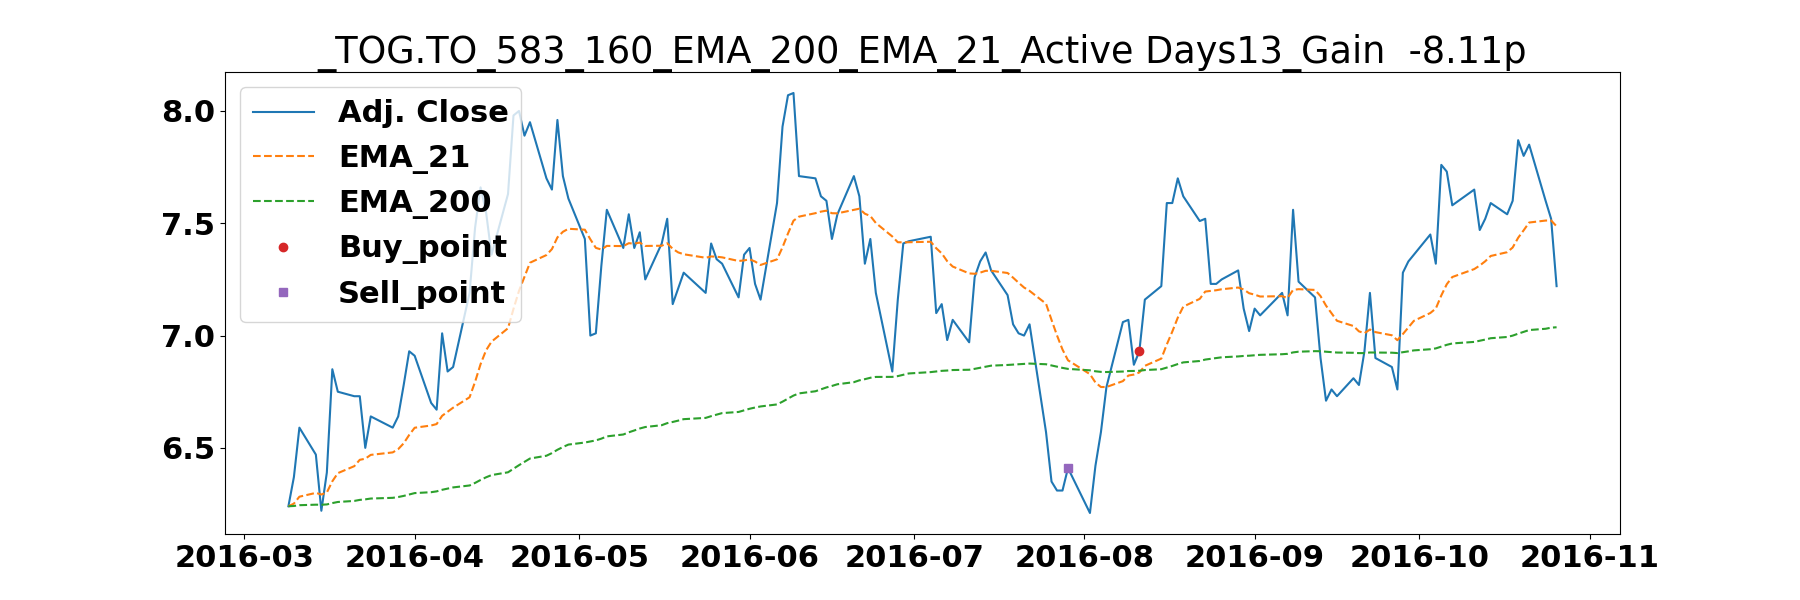 _TOG.TO_583_160_EMA_200_EMA_21_Active Days13_Gain  -8.11p
8.0
7.5
7.0
6.5
Adj. Close
EMA_21
EMA_200
Buy_point
Sell_point
2016-03 2016-04 2016-05 2016-06 2016-07 2016-08 2016-09 2016-10 2016-11